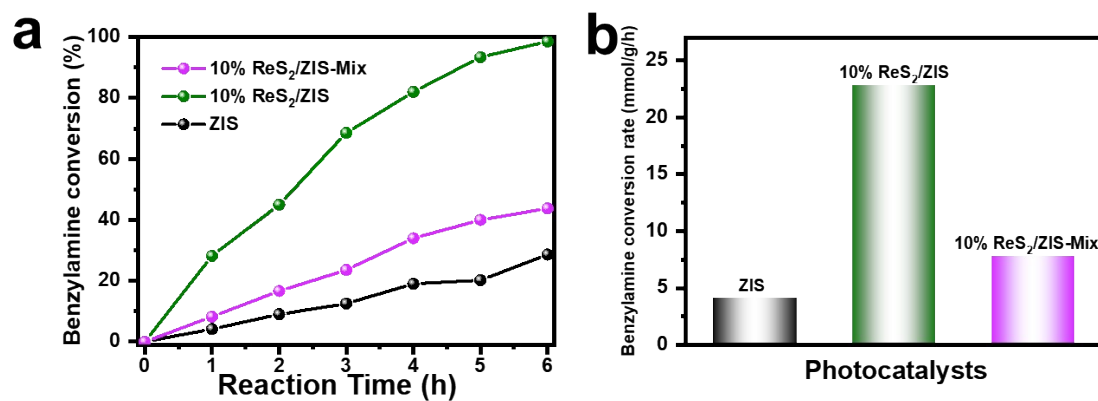 a
Benzylamine conversion (%)
100
80
60
40
20
0
10% ReS₂/ZIS-Mix
10% ReS₂/ZIS
ZIS
0 1 2 3 4 5 6
Reaction Time (h)
b
Benzylamine conversion rate (mmol/g/h)
25
20
15
10
5
0
ZIS
10% ReS₂/ZIS
10% ReS₂/ZIS-Mix
Photocatalysts